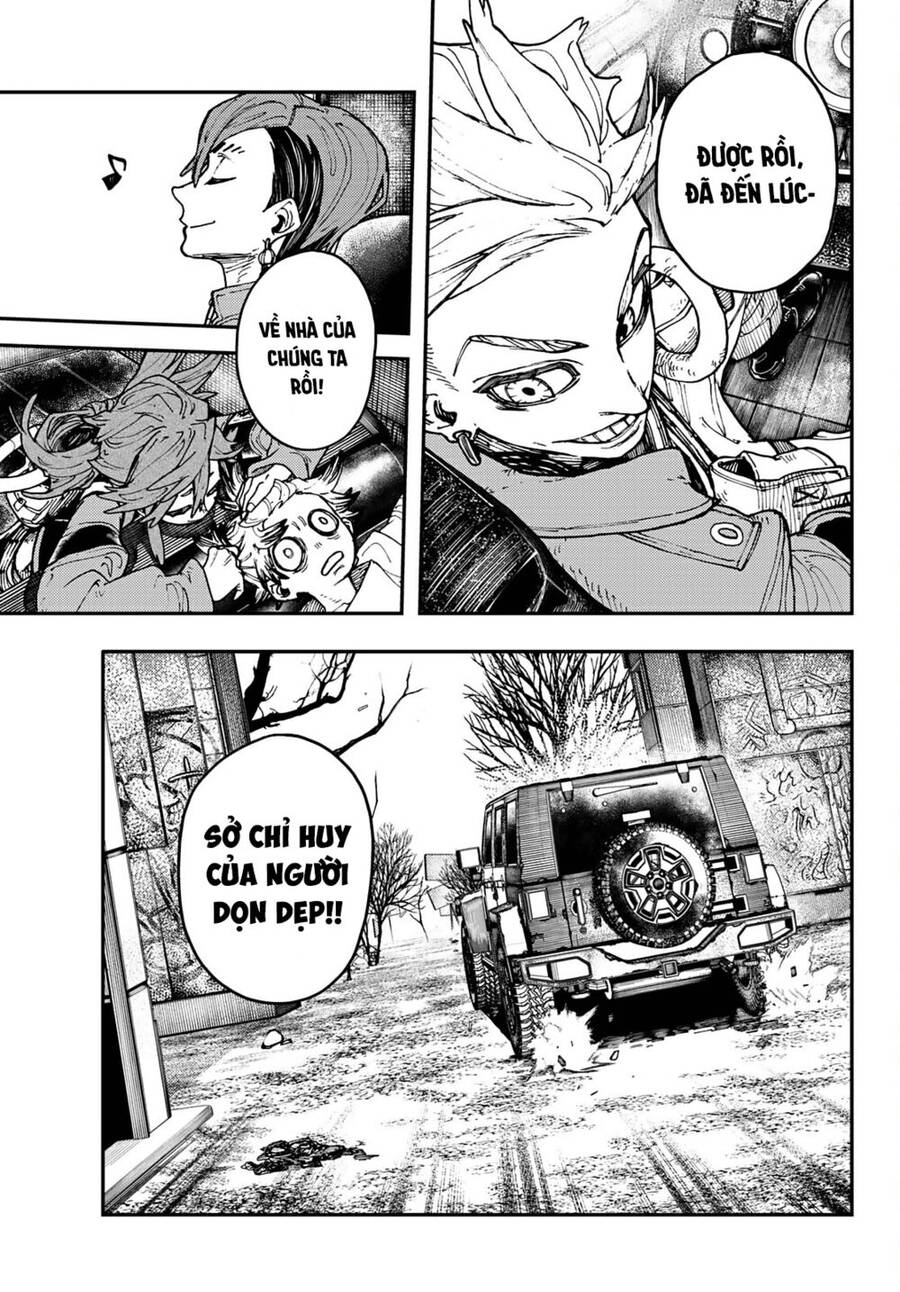 ĐƯỢC RỒI,
ĐÃ ĐẾN LÚC-
VỀ NHÀ CỦA
CHÚNG TA
RỒI!
SỞ CHỈ HUY
CỦA NGƯỜI
DỌN DẸP!!